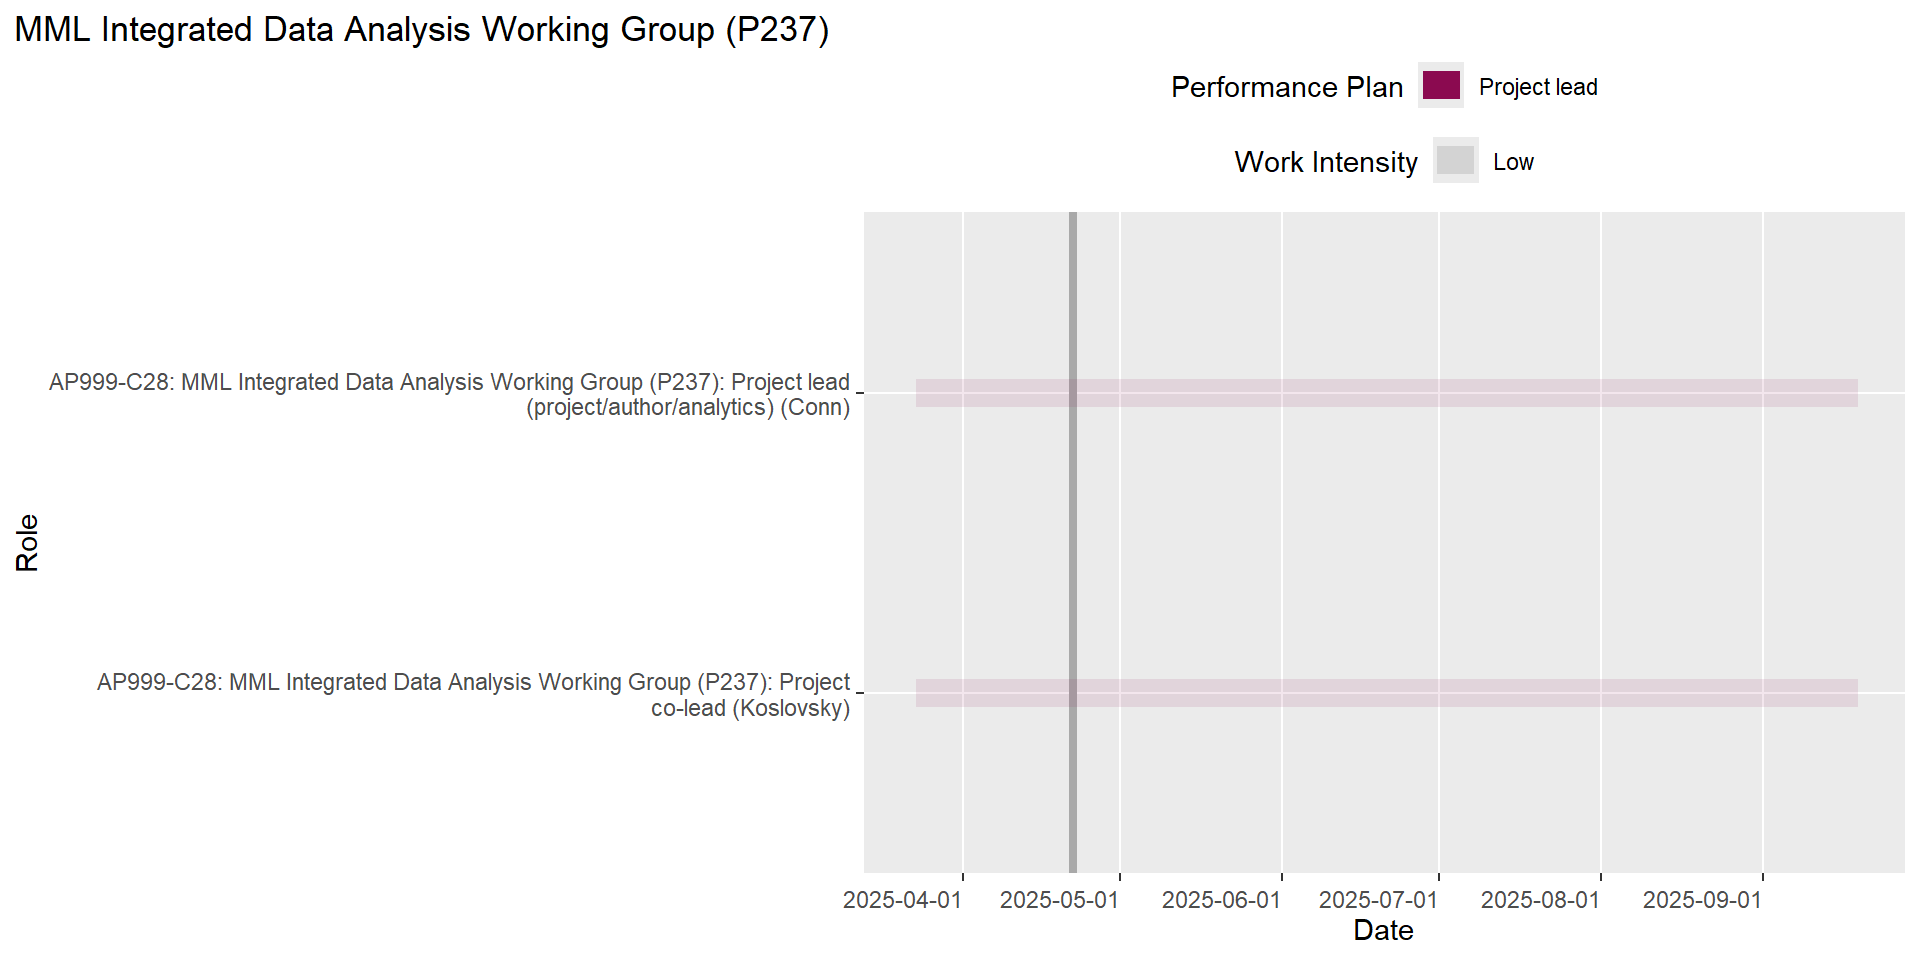 MML Integrated Data Analysis Working Group (P237)
Performance Plan
Project lead
Work Intensity
Low
AP999-C28: MML Integrated Data Analysis Working Group (P237): Project lead
(project/author/analytics) (Conn)
Role
AP999-C28: MML Integrated Data Analysis Working Group (P237): Project
co-lead (Koslovsky)
2025-04-01
2025-05-01
2025-06-01
2025-07-01
2025-08-01
2025-09-01
Date